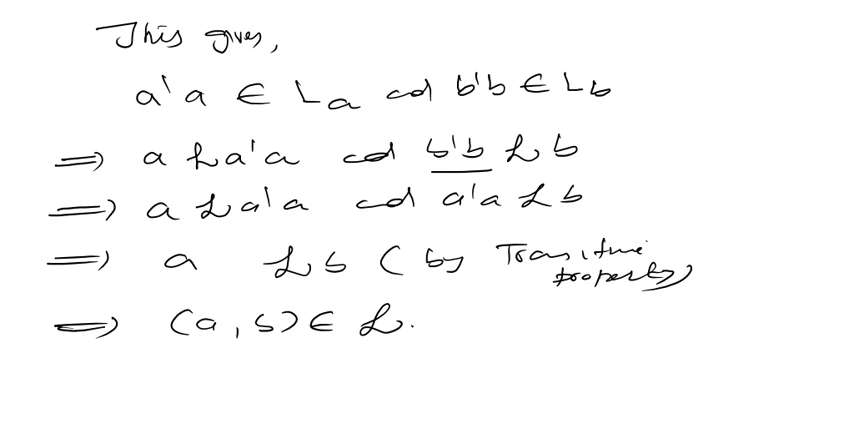 This gives,
a'a ∈ La and b'b ∈ Lb
⟹ a ℒ a'a and b'b ℒ b
⟹ a ℒ a'a and a'a ℒ b
⟹ a ℒ b (by Transitive
property)
⟹ (a, b) ∈ ℒ.